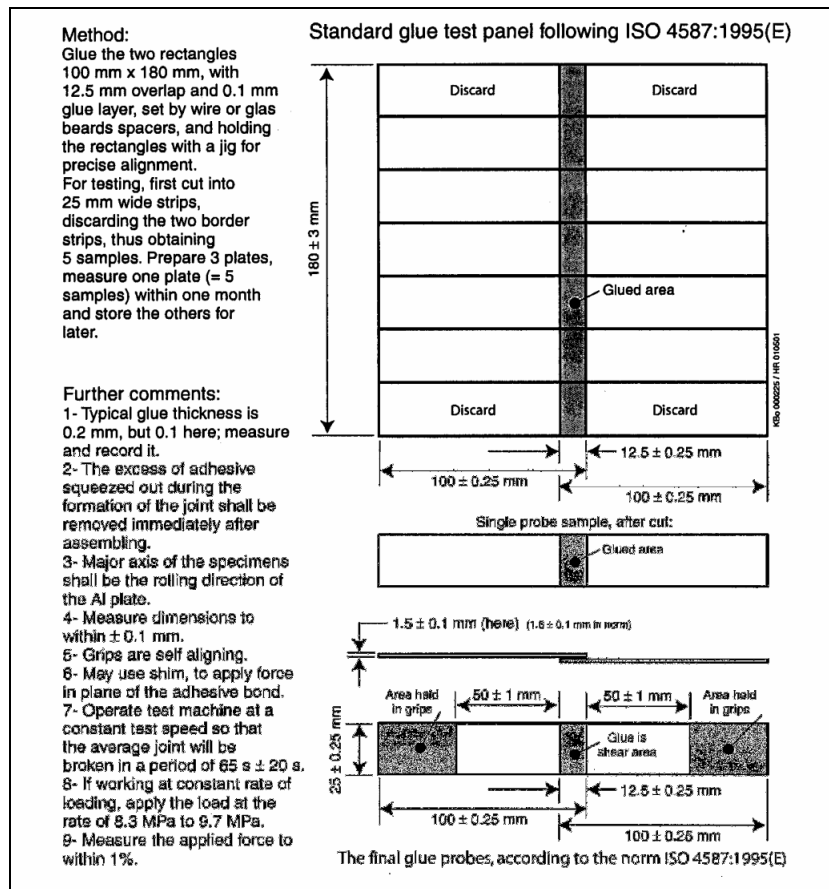 Method:
Glue the two rectangles
100 mm x 180 mm, with
12.5 mm overlap and 0.1 mm
glue layer, set by wire or glas
beards spacers, and holding
the rectangles with a jig for
precise alignment.
For testing, first cut into
25 mm wide strips,
discarding the two border
strips, thus obtaining
5 samples. Prepare 3 plates,
measure one plate (= 5
samples) within one month
and store the others for
later.
Further comments:
1- Typical glue thickness is
0.2 mm, but 0.1 here; measure
and record it.
2- The excess of adhesive
squeezed out during the
formation of the joint shall be
removed immediately after
assembling.
3- Major axis of the specimens
shall be the rolling direction of
the Al plate.
4- Measure dimensions to
within ± 0.1 mm.
5- Grips are self aligning.
6- May use shim, to apply force
in plane of the adhesive bond.
7- Operate test machine at a
constant test speed so that
the average joint will be
broken in a period of 65 s ± 20 s.
8- If working at constant rate of
loading, apply the load at the
rate of 8.3 MPa to 9.7 MPa.
9- Measure the applied force to
within 1%.
Standard glue test panel following ISO 4587:1995(E)
Discard
Discard
180 ± 3 mm
Glued area
Discard
Discard
KBo 000225 / HR 010501
12.5 ± 0.25 mm
100 ± 0.25 mm
100 ± 0.25 mm
Single probe sample, after cut:
Glued area
1.5 ± 0.1 mm (here) (1.6 ± 0.1 mm in norm)
Area held
in grips
50 ± 1 mm
50 ± 1 mm
Area held
in grips
25 ± 0.25 mm
Glue is
shear area
12.5 ± 0.25 mm
100 ± 0.25 mm
100 ± 0.25 mm
The final glue probes, according to the norm ISO 4587:1995(E)